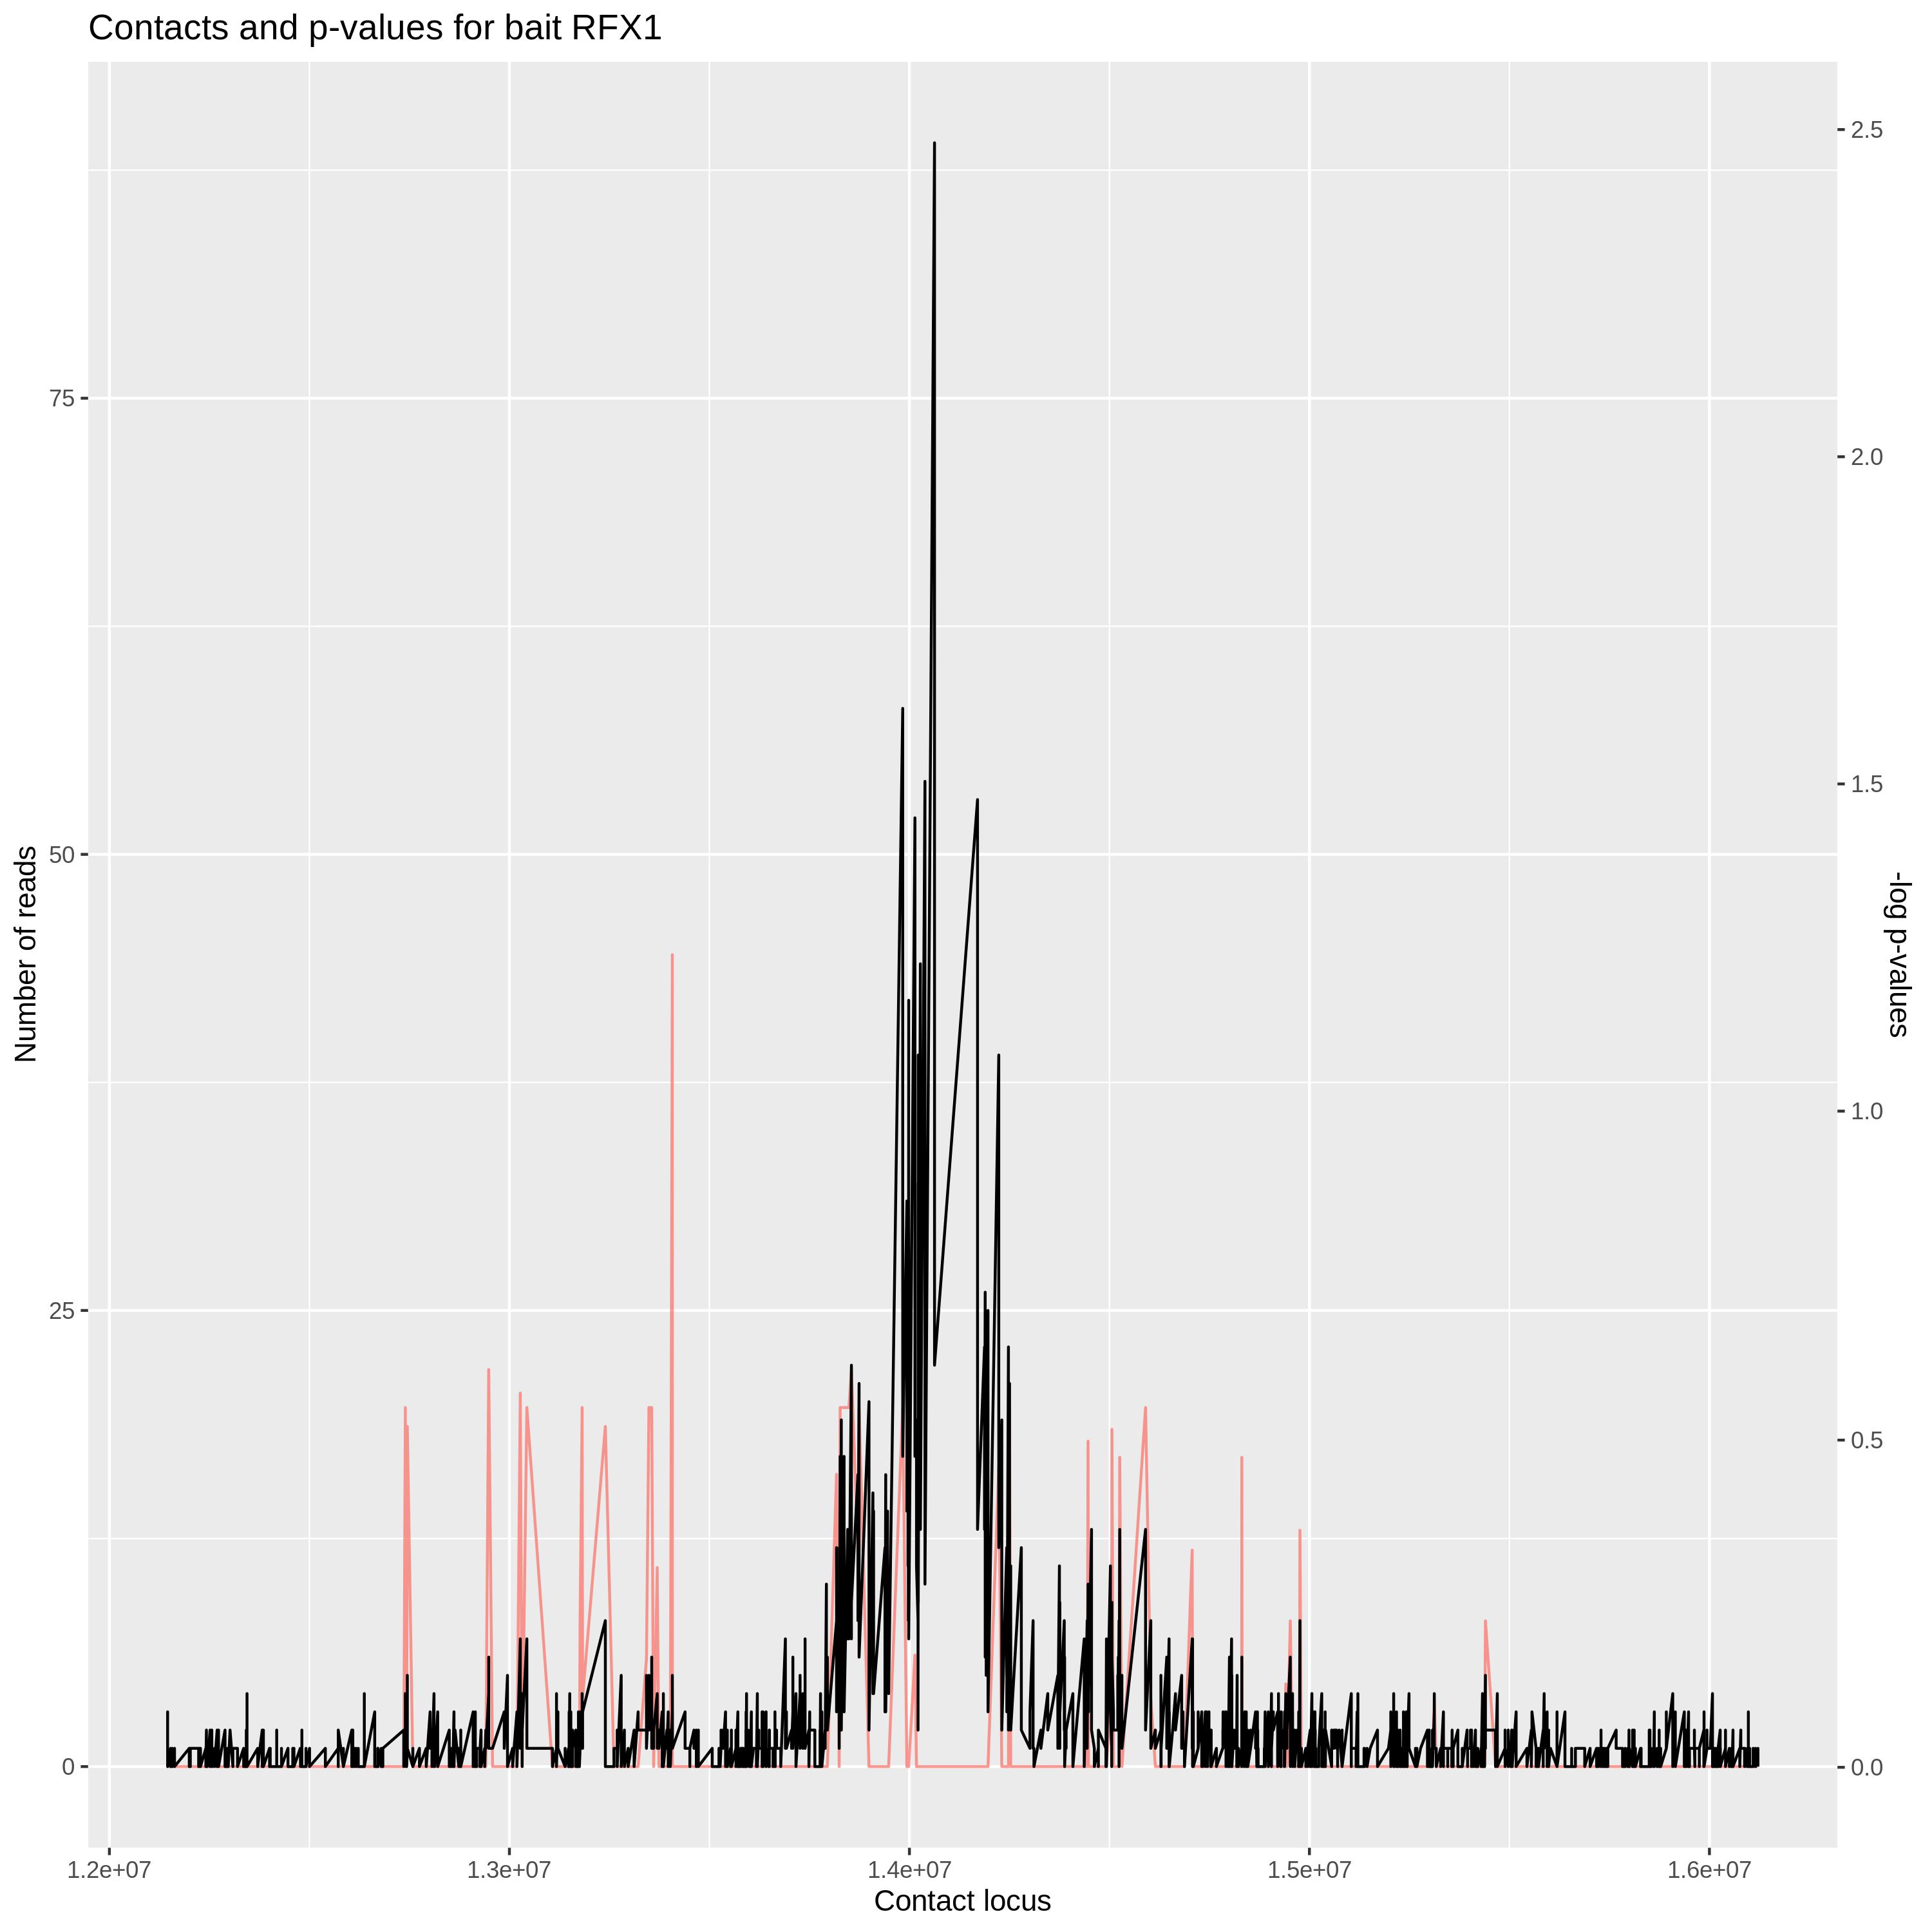 Contacts and p-values for bait RFX1
2.5
2.0
75
1.5
50
1.0
25
0.5
0
0.0
Number of reads
-log p-values
1.2e+07
1.3e+07
1.4e+07
1.5e+07
1.6e+07
Contact locus